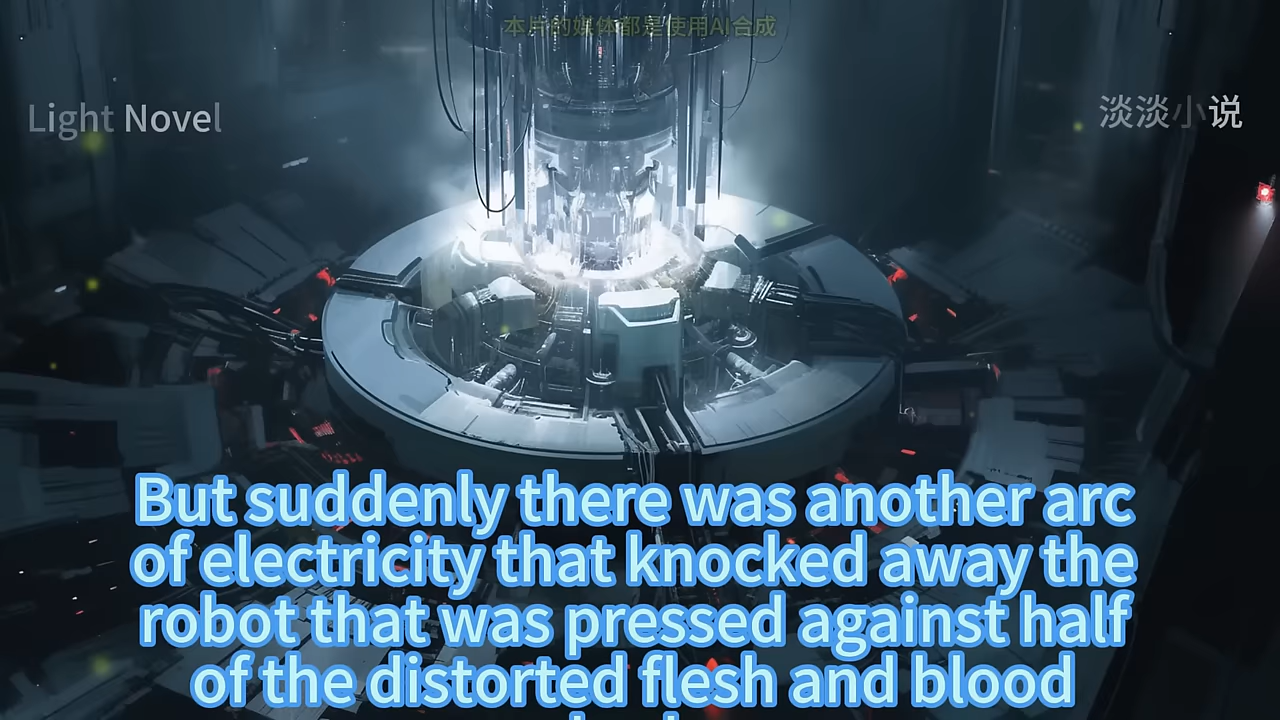 本片的媒体都是使用AI合成
Light Novel
淡淡小说
But suddenly there was another arc
of electricity that knocked away the
robot that was pressed against half
of the distorted flesh and blood